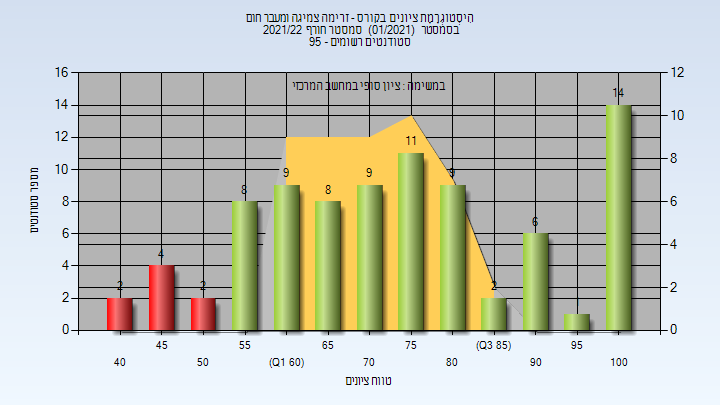 היסטוגרמת ציונים בקורס - זרימה צמיגה ומעבר חום
בסמסטר (01/2021) סמסטר חורף 2021/22
סטודנטים רשומים - 95
במשימה : ציון סופי במחשב המרכזי
מספר סטודנטים
16 14 12 10 8 6 4 2 0
12 10 8 6 4 2 0
2 4 2 8 9 8 9 11 9 2 6 14
45 55 65 75 (Q3 85) 95
40 50 (Q1 60) 70 80 90 100
טווח ציונים